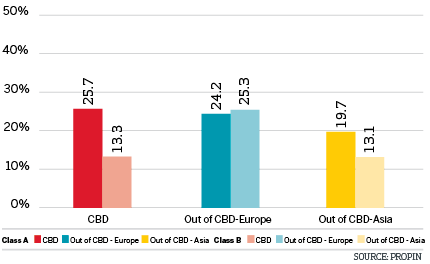 50%
40%
30%
20%
10%
0%
25.7
13.3
24.2
25.3
19.7
13.1
CBD
Out of CBD-Europe
Out of CBD-Asia
Class A CBD Out of CBD - Europe Out of CBD - Asia Class B CBD Out of CBD - Europe Out of CBD - Asia
SOURCE: PROPIN